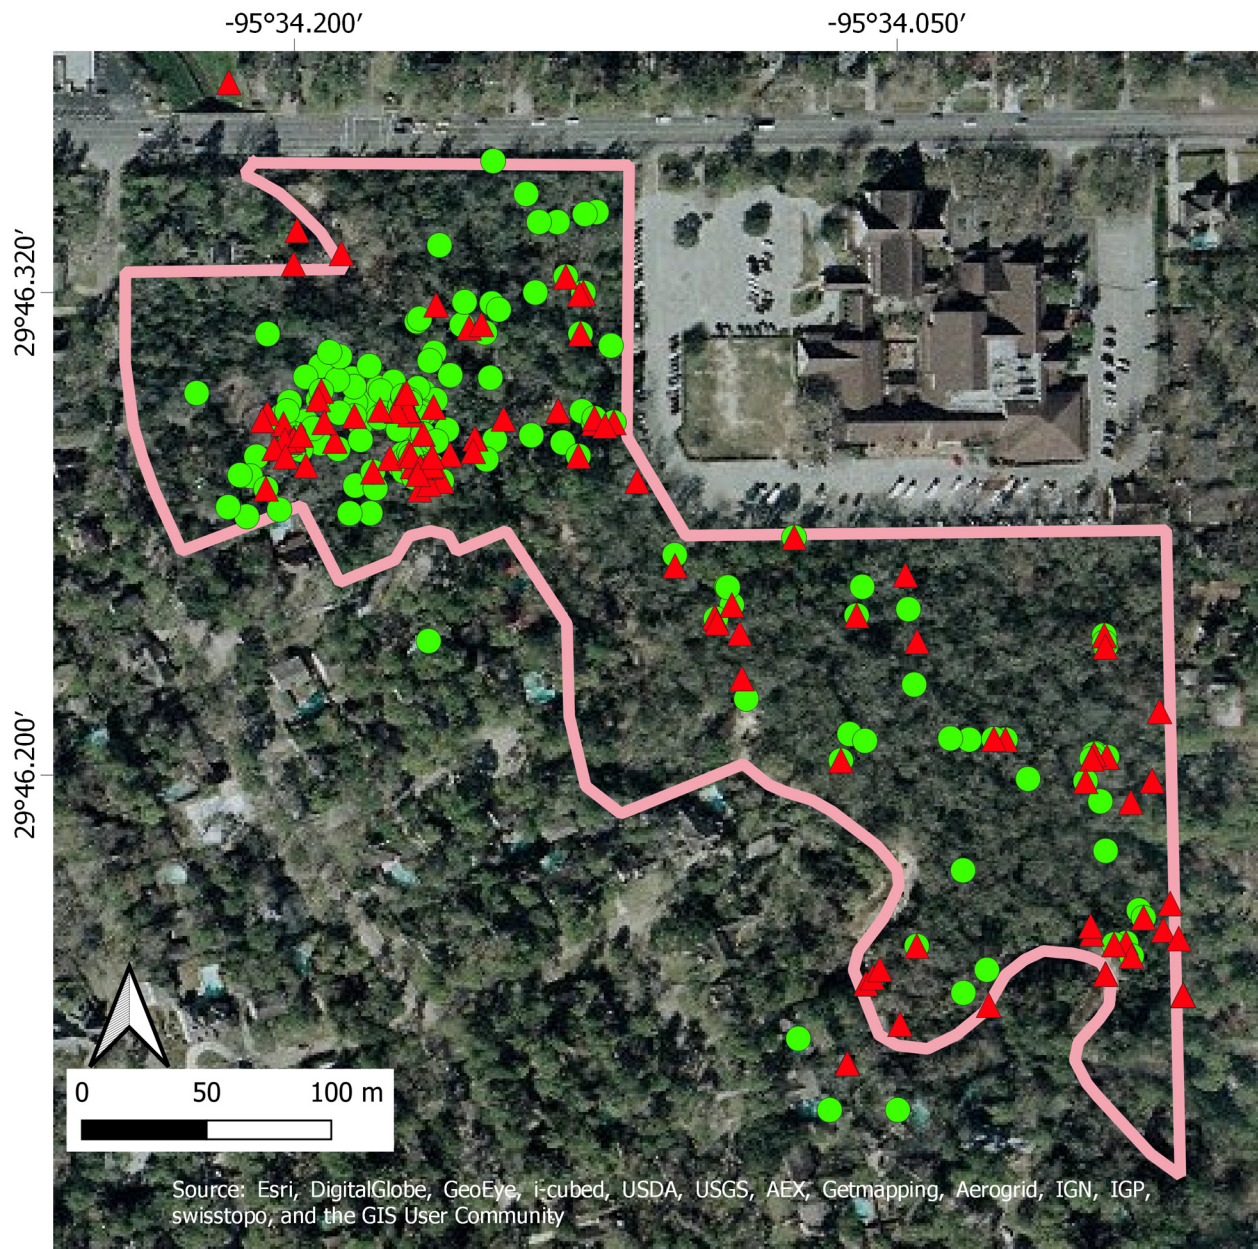 -95°34.200′ -95°34.050′
29°46.320′
29°46.200′
0 50 100 m
Source: Esri, DigitalGlobe, GeoEye, i-cubed, USDA, USGS, AEX, Getmapping, Aerogrid, IGN, IGP,
swisstopo, and the GIS User Community